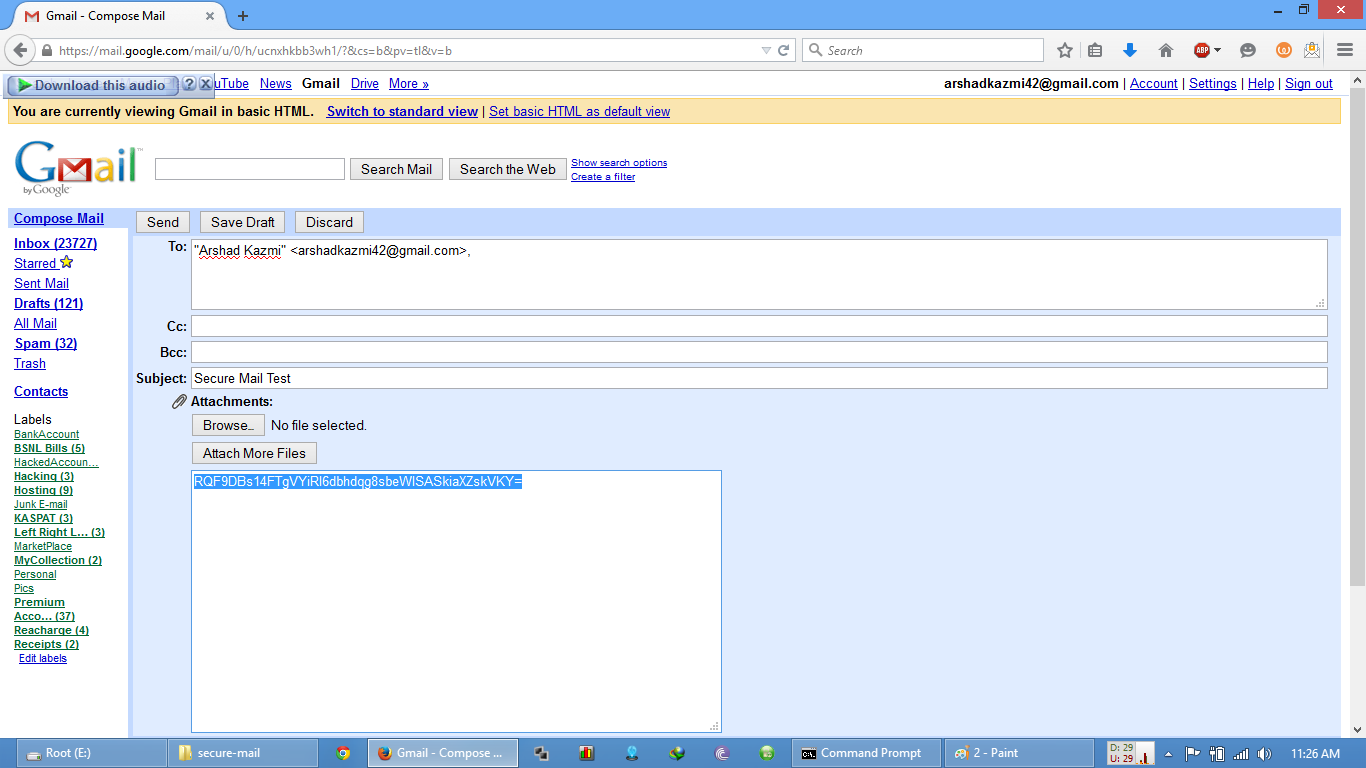 Gmail - Compose Mail
https://mail.google.com/mail/u/0/h/ucnxhkbb3wh1/?&cs=b&pv=tl&v=b
Search
ABP
Download this audio
uTube News Gmail Drive More »
arshadkazmi42@gmail.com | Account | Settings | Help | Sign out
You are currently viewing Gmail in basic HTML. Switch to standard view | Set basic HTML as default view
Gmail
by Google
Search Mail
Search the Web
Show search options
Create a filter
Compose Mail
Send
Save Draft
Discard
Inbox (23727)
Starred
Sent Mail
Drafts (121)
All Mail
Spam (32)
Trash
Contacts
Labels
BankAccount
BSNL Bills (5)
HackedAccoun…
Hacking (3)
Hosting (9)
Junk E-mail
KASPAT (3)
Left Right L… (3)
MarketPlace
MyCollection (2)
Personal
Pics
Premium
Acco… (37)
Reacharge (4)
Receipts (2)
Edit labels
To: "Arshad Kazmi" <arshadkazmi42@gmail.com>,
Cc:
Bcc:
Subject: Secure Mail Test
Attachments:
Browse… No file selected.
Attach More Files
RQF9DBs14FTgVYiRl6dbhdqg8sbeWlSASkiaXZskVKY=
Root (E:)
secure-mail
Gmail - Compose ...
Command Prompt
2 - Paint
D: 29
U: 29
11:26 AM